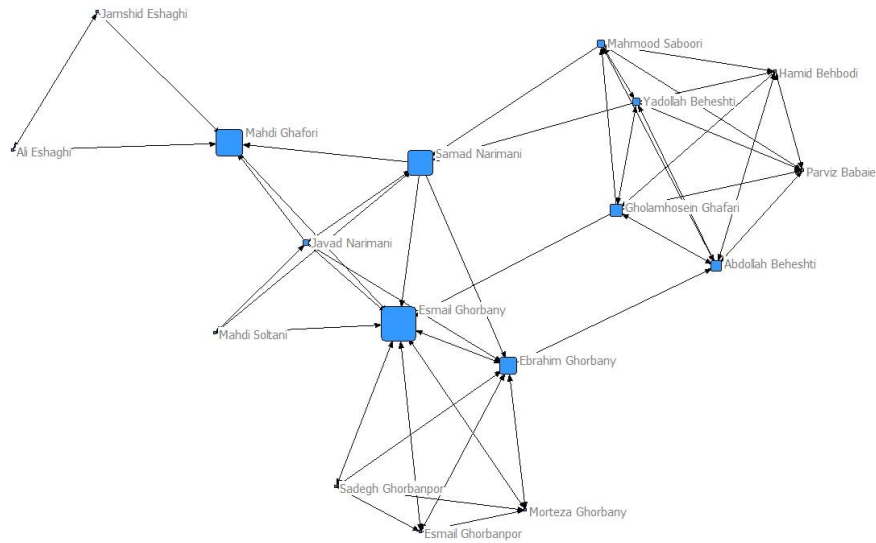 Jamshid Eshaghi
Mahmood Saboori
Hamid Behbodi
Yadollah Beheshti
Mahdi Ghafori
Ali Eshaghi
Samad Narimani
Parviz Babaie
Gholamhosein Ghafari
Javad Narimani
Abdollah Beheshti
Esmail Ghorbany
Mahdi Soltani
Ebrahim Ghorbany
Sadegh Ghorbanpor
Morteza Ghorbany
Esmail Ghorbanpor